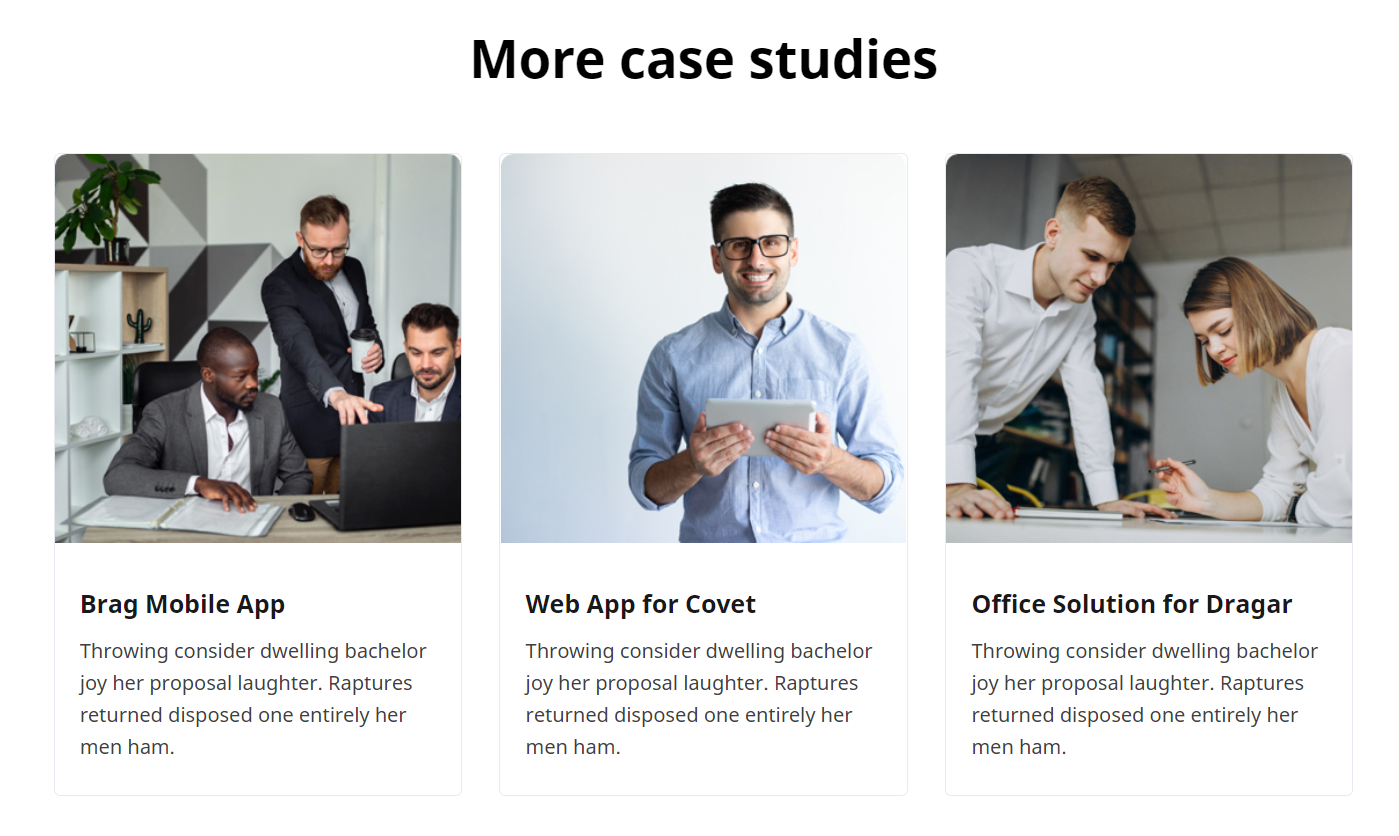 More case studies
Brag Mobile App
Throwing consider dwelling bachelor
joy her proposal laughter. Raptures
returned disposed one entirely her
men ham.
Web App for Covet
Throwing consider dwelling bachelor
joy her proposal laughter. Raptures
returned disposed one entirely her
men ham.
Office Solution for Dragar
Throwing consider dwelling bachelor
joy her proposal laughter. Raptures
returned disposed one entirely her
men ham.